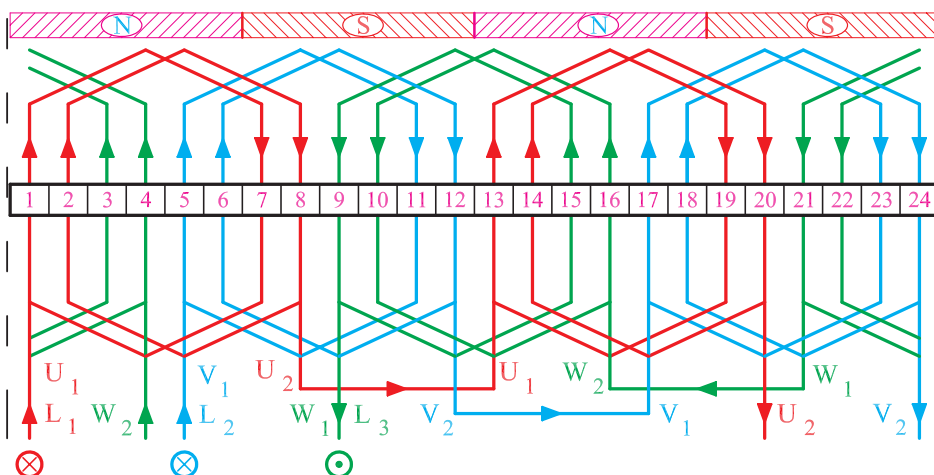 N S N S
1 2 3 4 5 6 7 8 9 10 11 12 13 14 15 16 17 18 19 20 21 22 23 24
U1 V1 U2 U1 W2 W1
L1 W2 L2 W1 L3 V2 V1 U2 V2